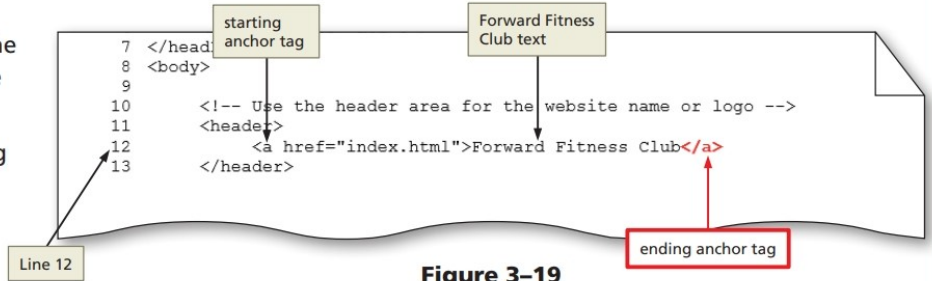 starting
anchor tag
Forward Fitness
Club text
7 </head
8 <body>
9
10 <!-- Use the header area for the website name or logo -->
11 <header>
12 <a href="index.html">Forward Fitness Club</a>
13 </header>
Line 12
ending anchor tag
Figure 3–19